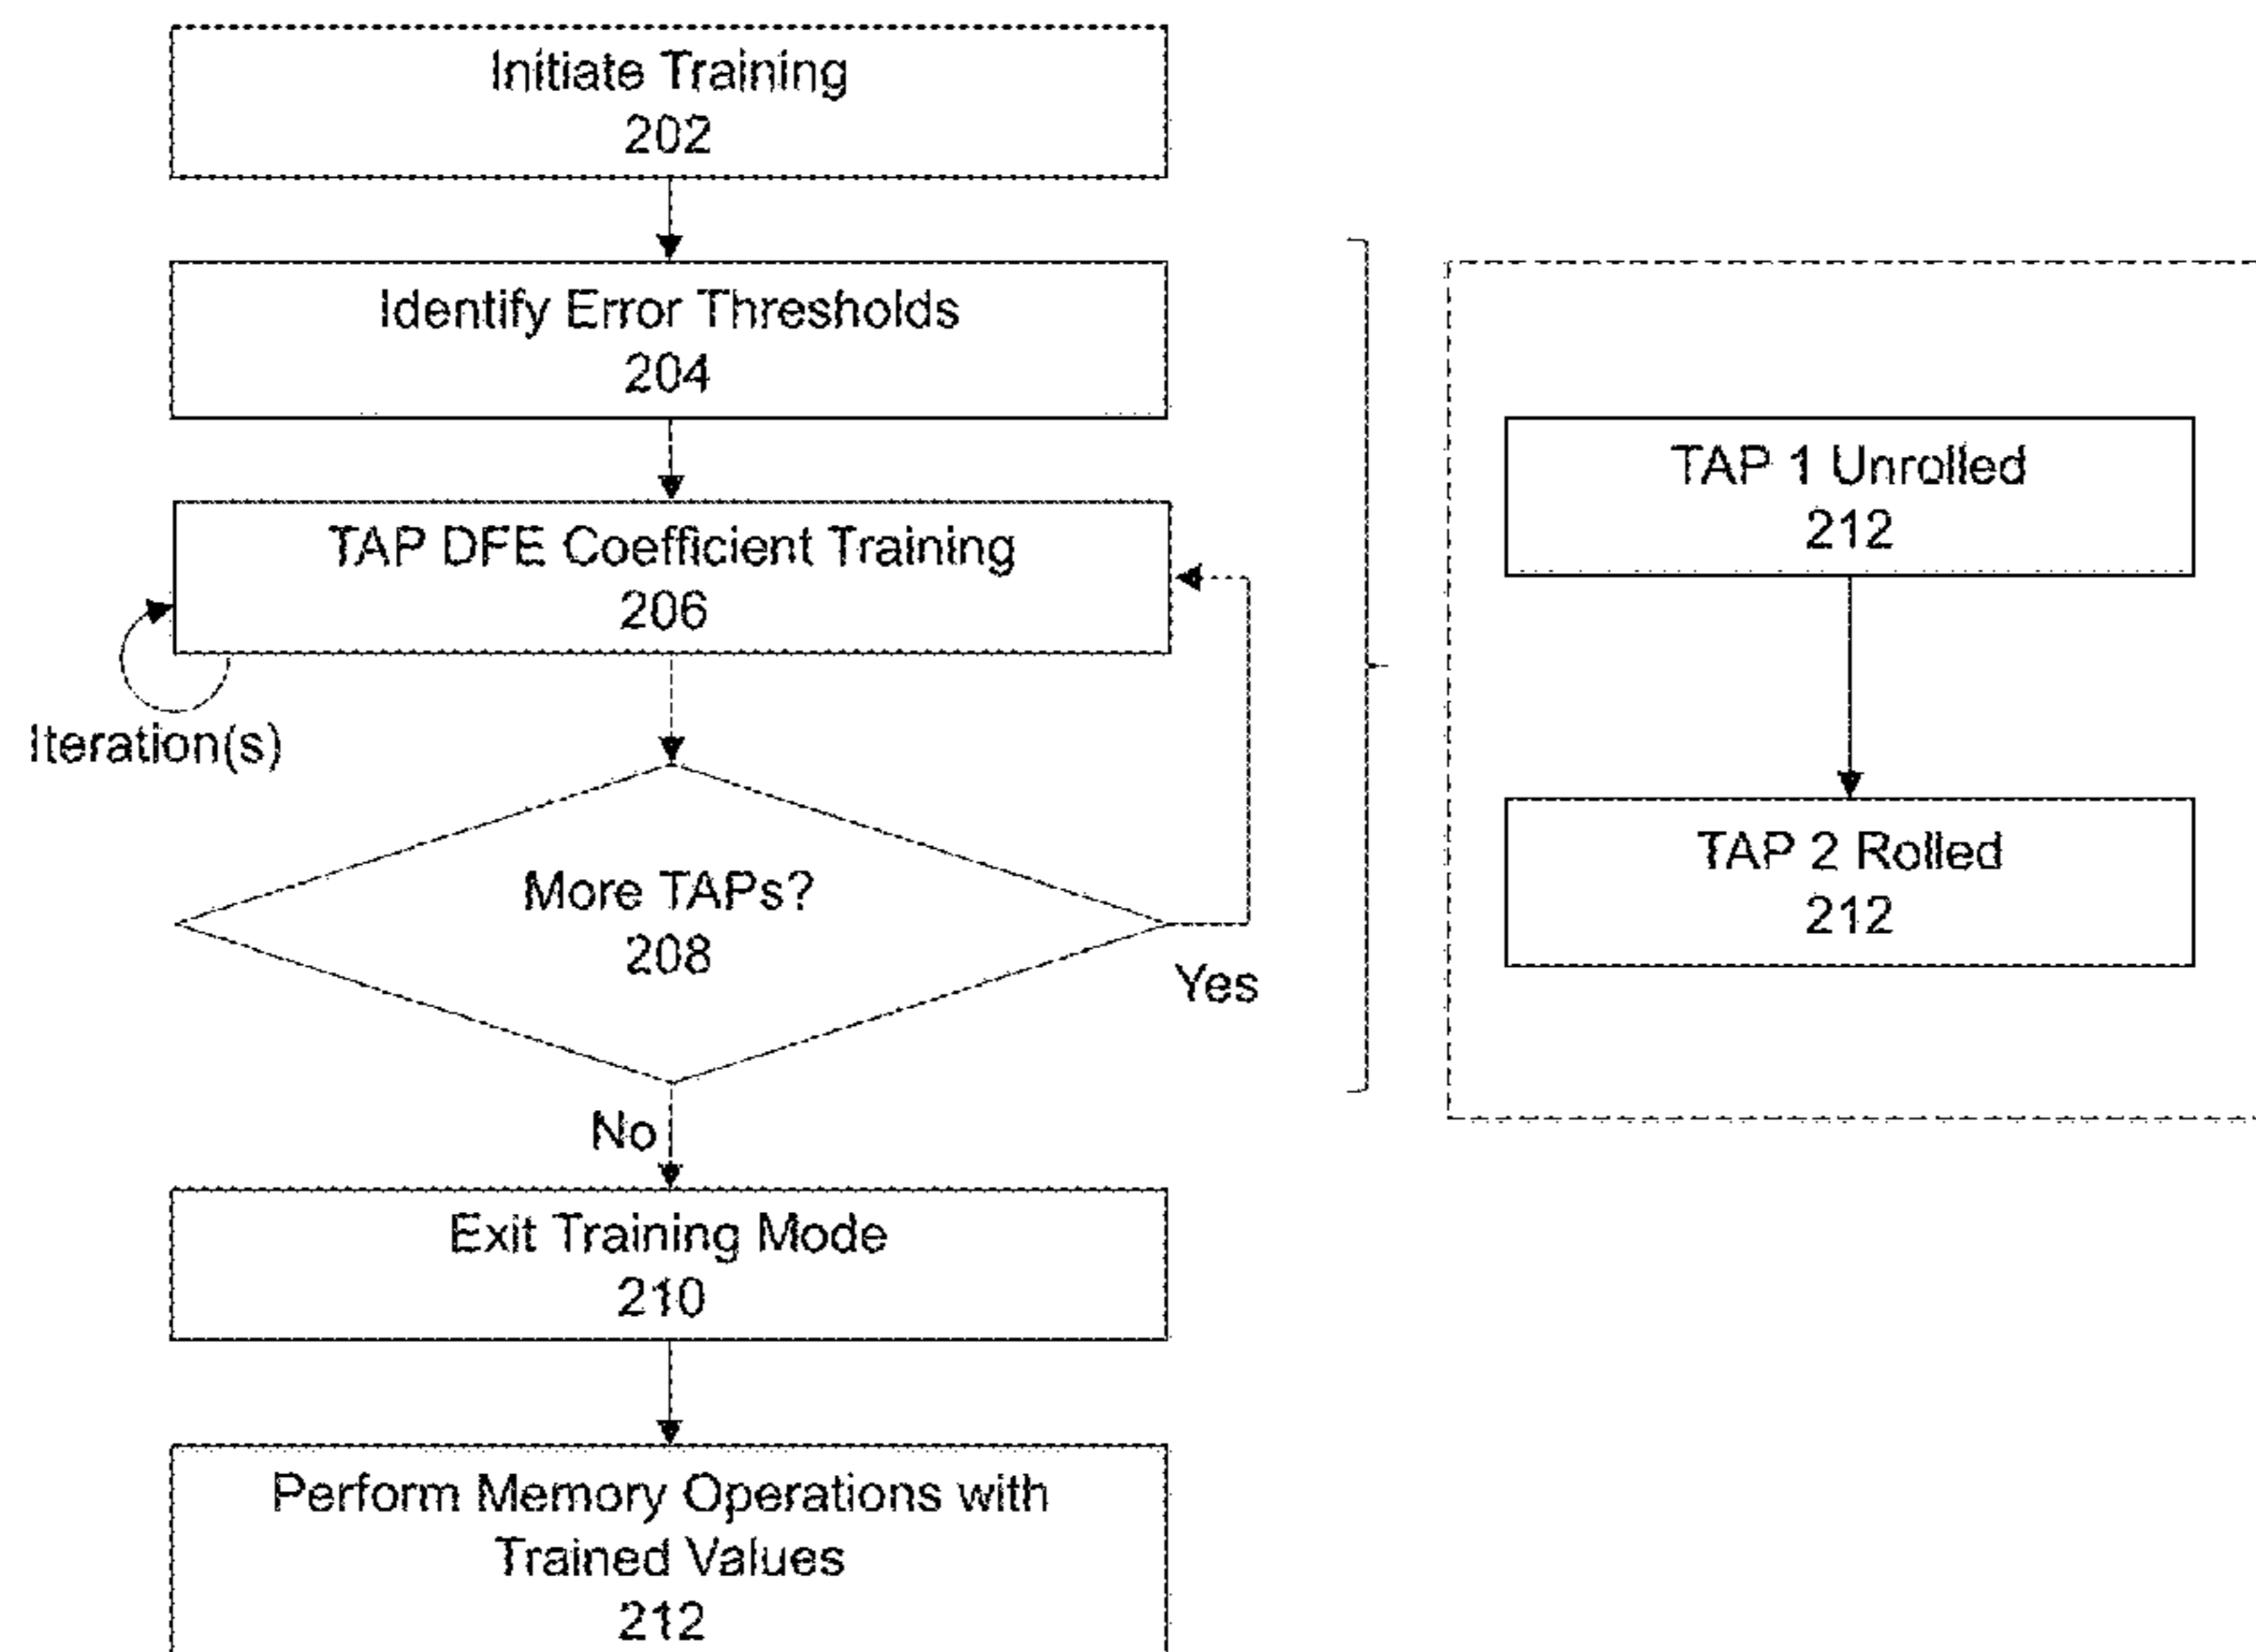 Initiate Training
202
Identify Error Thresholds
204
TAP DFE Coefficient Training
206
Iteration(s)
More TAPs?
208
Yes
No
Exit Training Mode
210
Perform Memory Operations with
Trained Values
212
TAP 1 Unrolled
212
TAP 2 Rolled
212